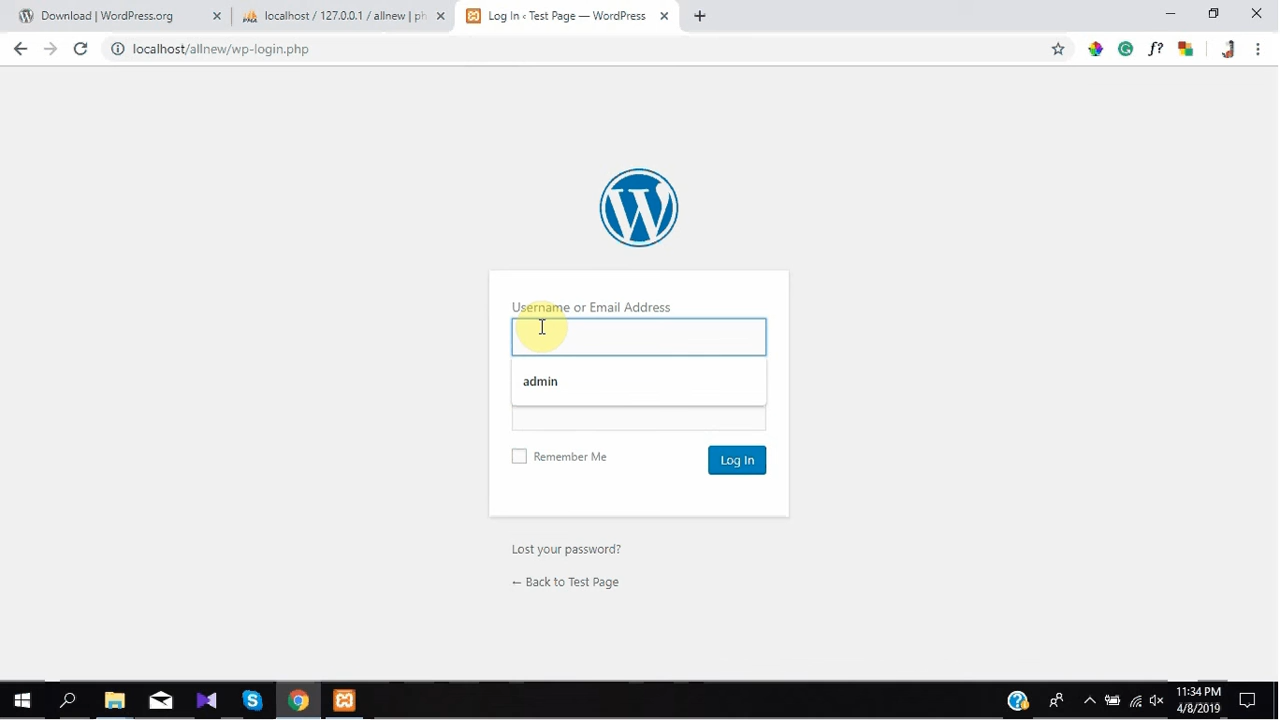 Download | WordPress.org
localhost / 127.0.0.1 / allnew | ph
Log In ‹ Test Page — WordPress
localhost/allnew/wp-login.php
f?
W
Username or Email Address
admin
Remember Me
Log In
Lost your password?
← Back to Test Page
11:34 PM
4/8/2019